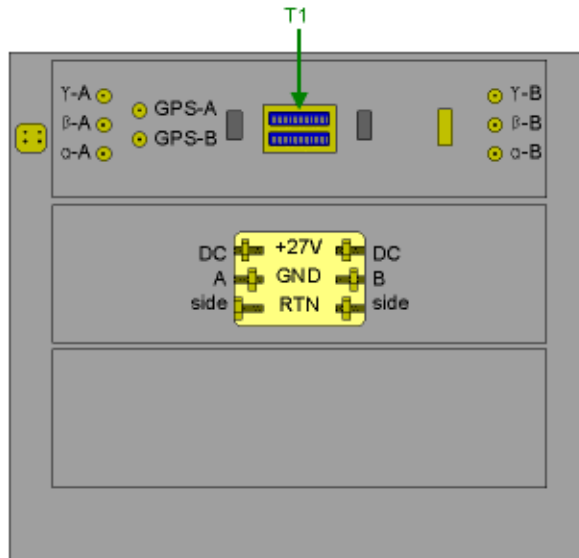 T1
γ-A GPS-A γ-B
β-A GPS-B β-B
α-A α-B
DC +27V DC
A GND B
side RTN side